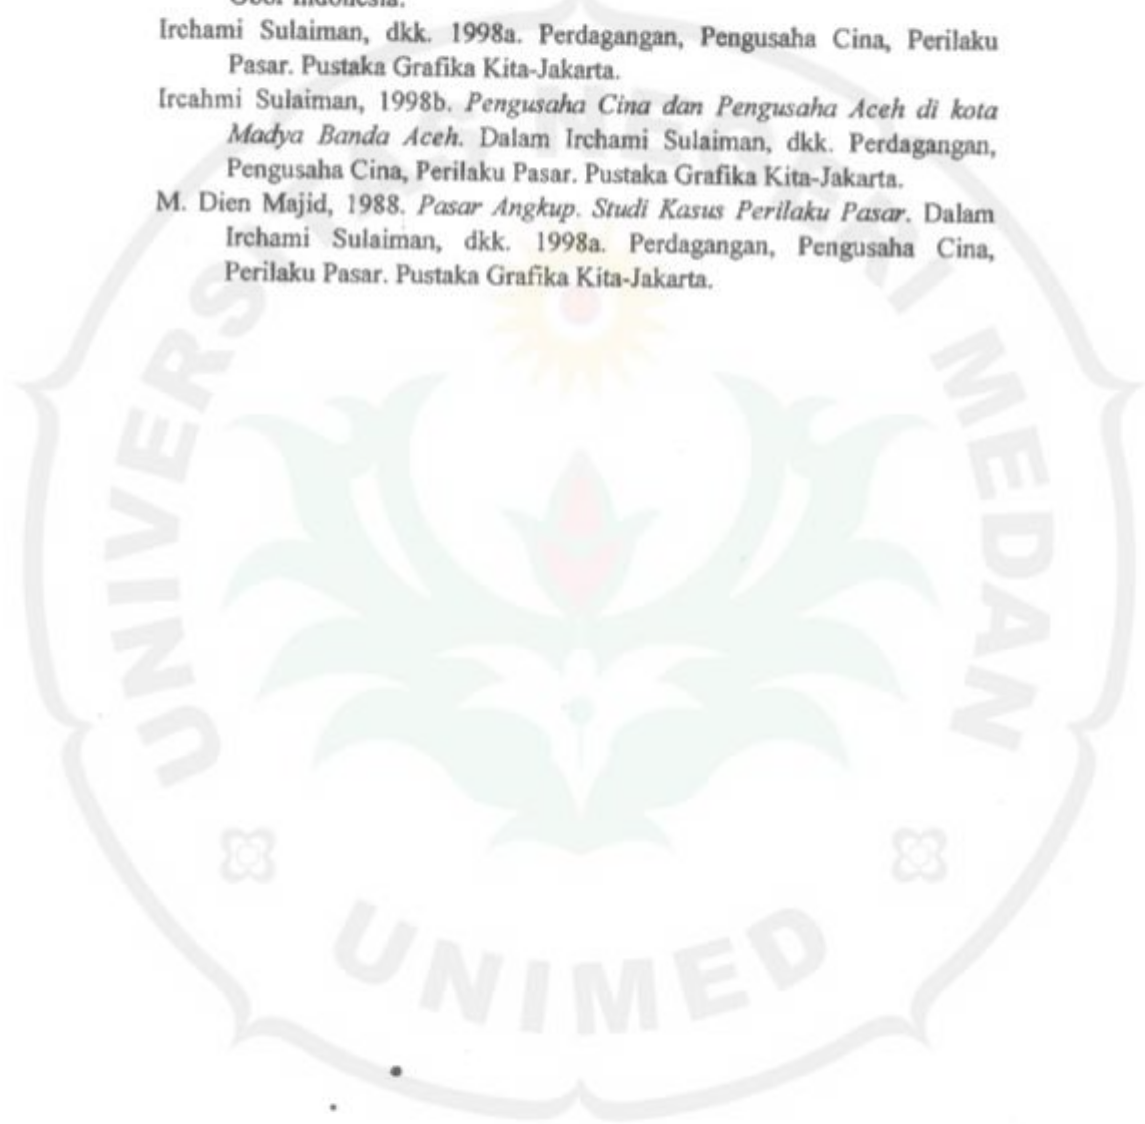 Indonesia.
Irchami Sulaiman, dkk. 1998a. Perdagangan, Pengusaha Cina, Perilaku
Pasar. Pustaka Grafika Kita-Jakarta.
Ircahmi Sulaiman, 1998b. Pengusaha Cina dan Pengusaha Aceh di kota
Madya Banda Aceh. Dalam Irchami Sulaiman, dkk. Perdagangan,
Pengusaha Cina, Perilaku Pasar. Pustaka Grafika Kita-Jakarta.
M. Dien Majid, 1988. Pasar Angkup. Studi Kasus Perilaku Pasar. Dalam
Irchami Sulaiman, dkk. 1998a. Perdagangan, Pengusaha Cina,
Perilaku Pasar. Pustaka Grafika Kita-Jakarta.
MEDAN
UNIMED